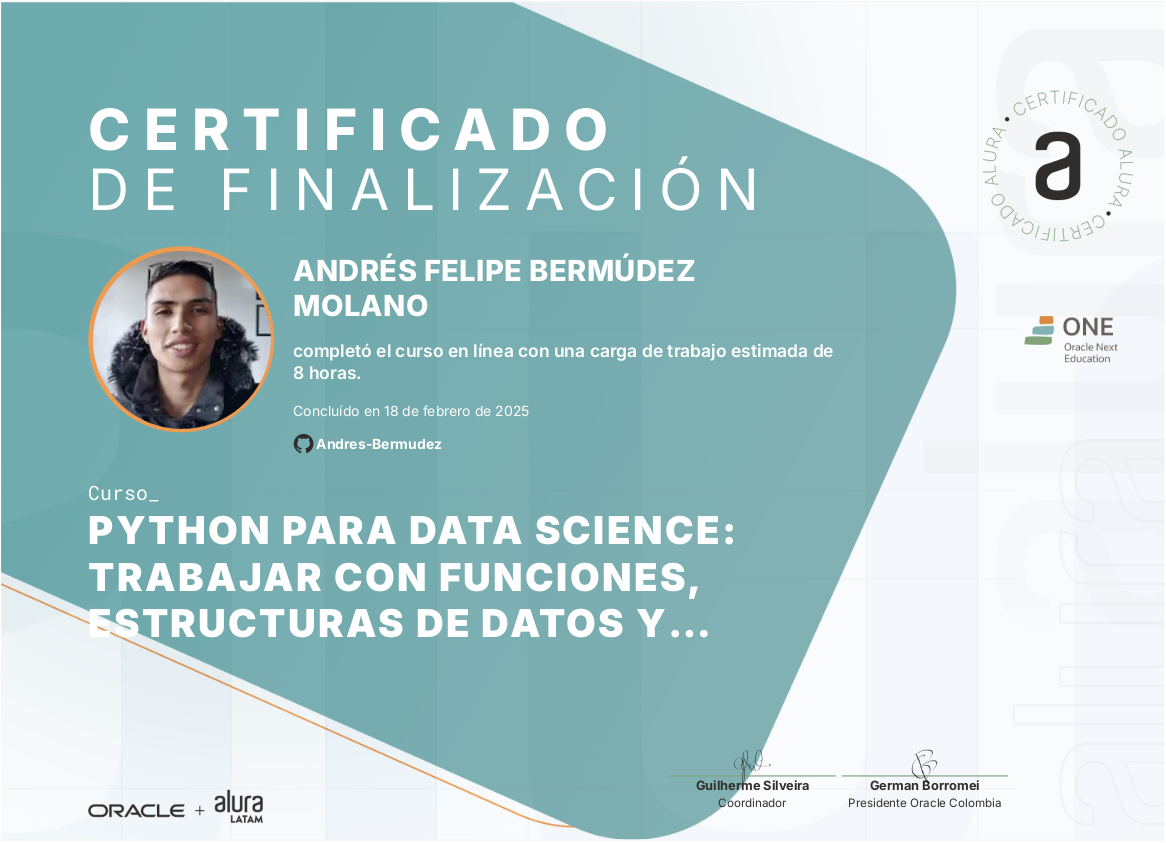 CERTIFICADO
DE FINALIZACIÓN
CERTIFICADO ALURA • CERTIFICADO ALURA •
a
ANDRÉS FELIPE BERMÚDEZ
MOLANO
completó el curso en línea con una carga de trabajo estimada de
8 horas.
Concluído en 18 de febrero de 2025
Andres-Bermudez
ONE
Oracle Next
Education
Curso_
PYTHON PARA DATA SCIENCE:
TRABAJAR CON FUNCIONES,
ESTRUCTURAS DE DATOS Y...
Guilherme Silveira
Coordinador
German Borromei
Presidente Oracle Colombia
ORACLE + alura
LATAM
alura
alura